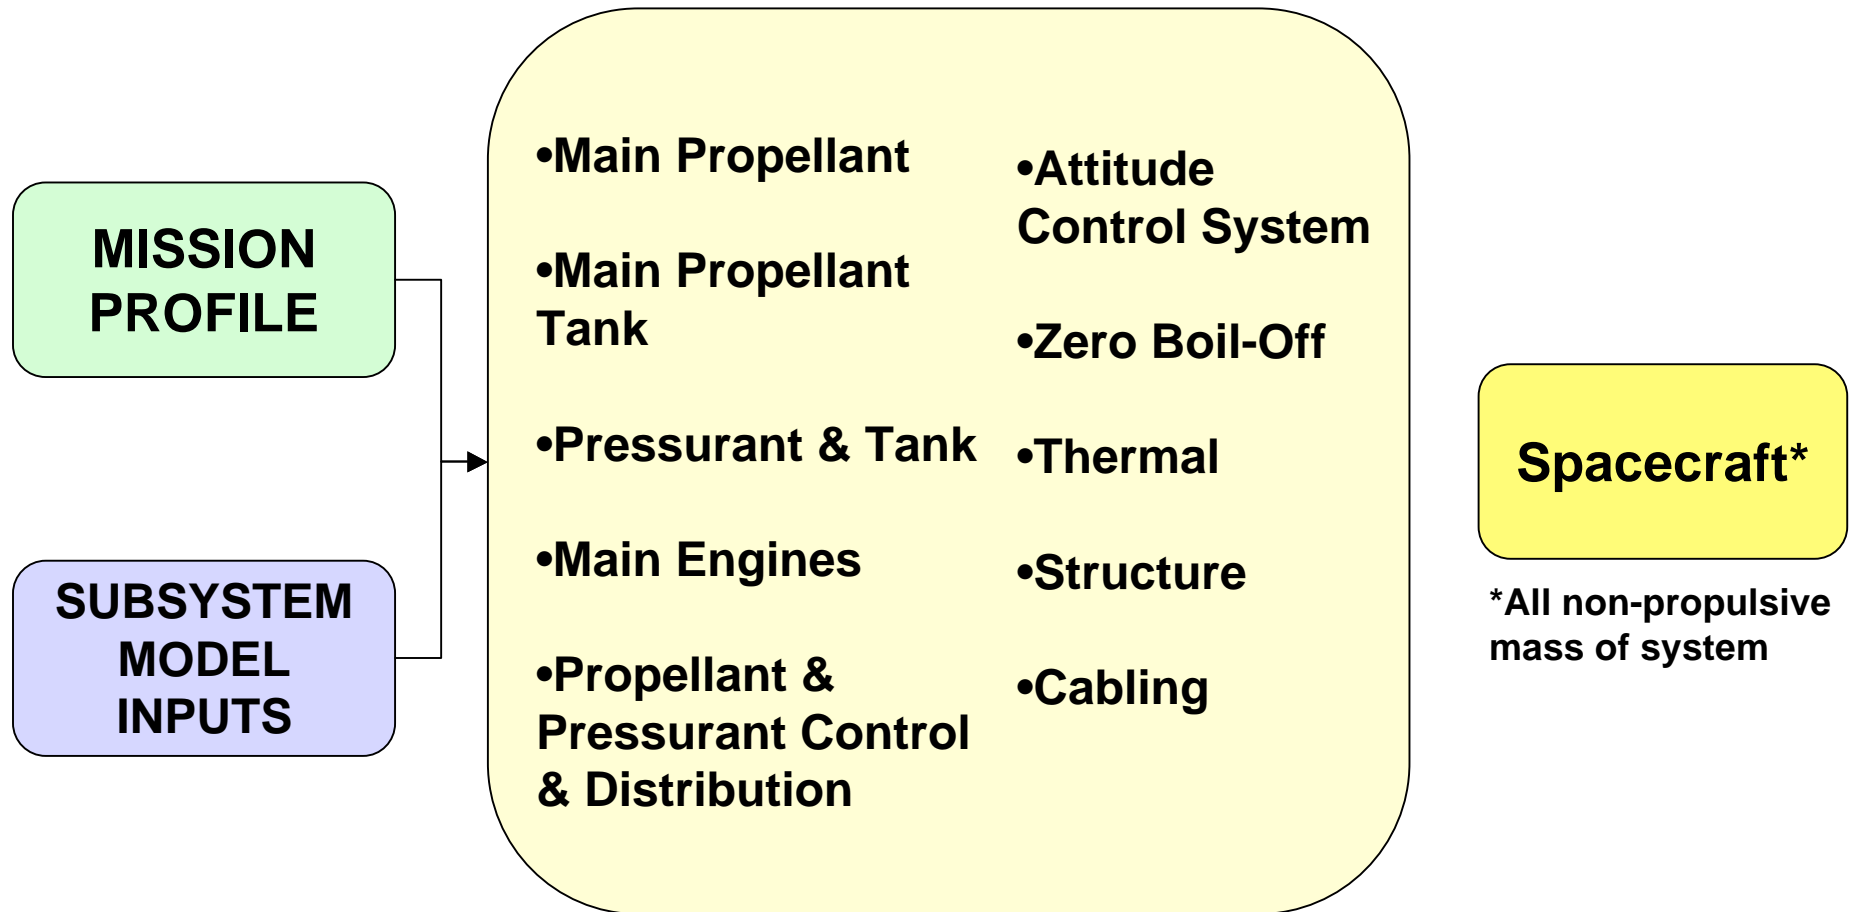 MISSION
PROFILE
SUBSYSTEM
MODEL
INPUTS
•Main Propellant
•Main Propellant
Tank
•Pressurant & Tank
•Main Engines
•Propellant &
Pressurant Control
& Distribution
•Attitude
Control System
•Zero Boil-Off
•Thermal
•Structure
•Cabling
Spacecraft*
*All non-propulsive
mass of system